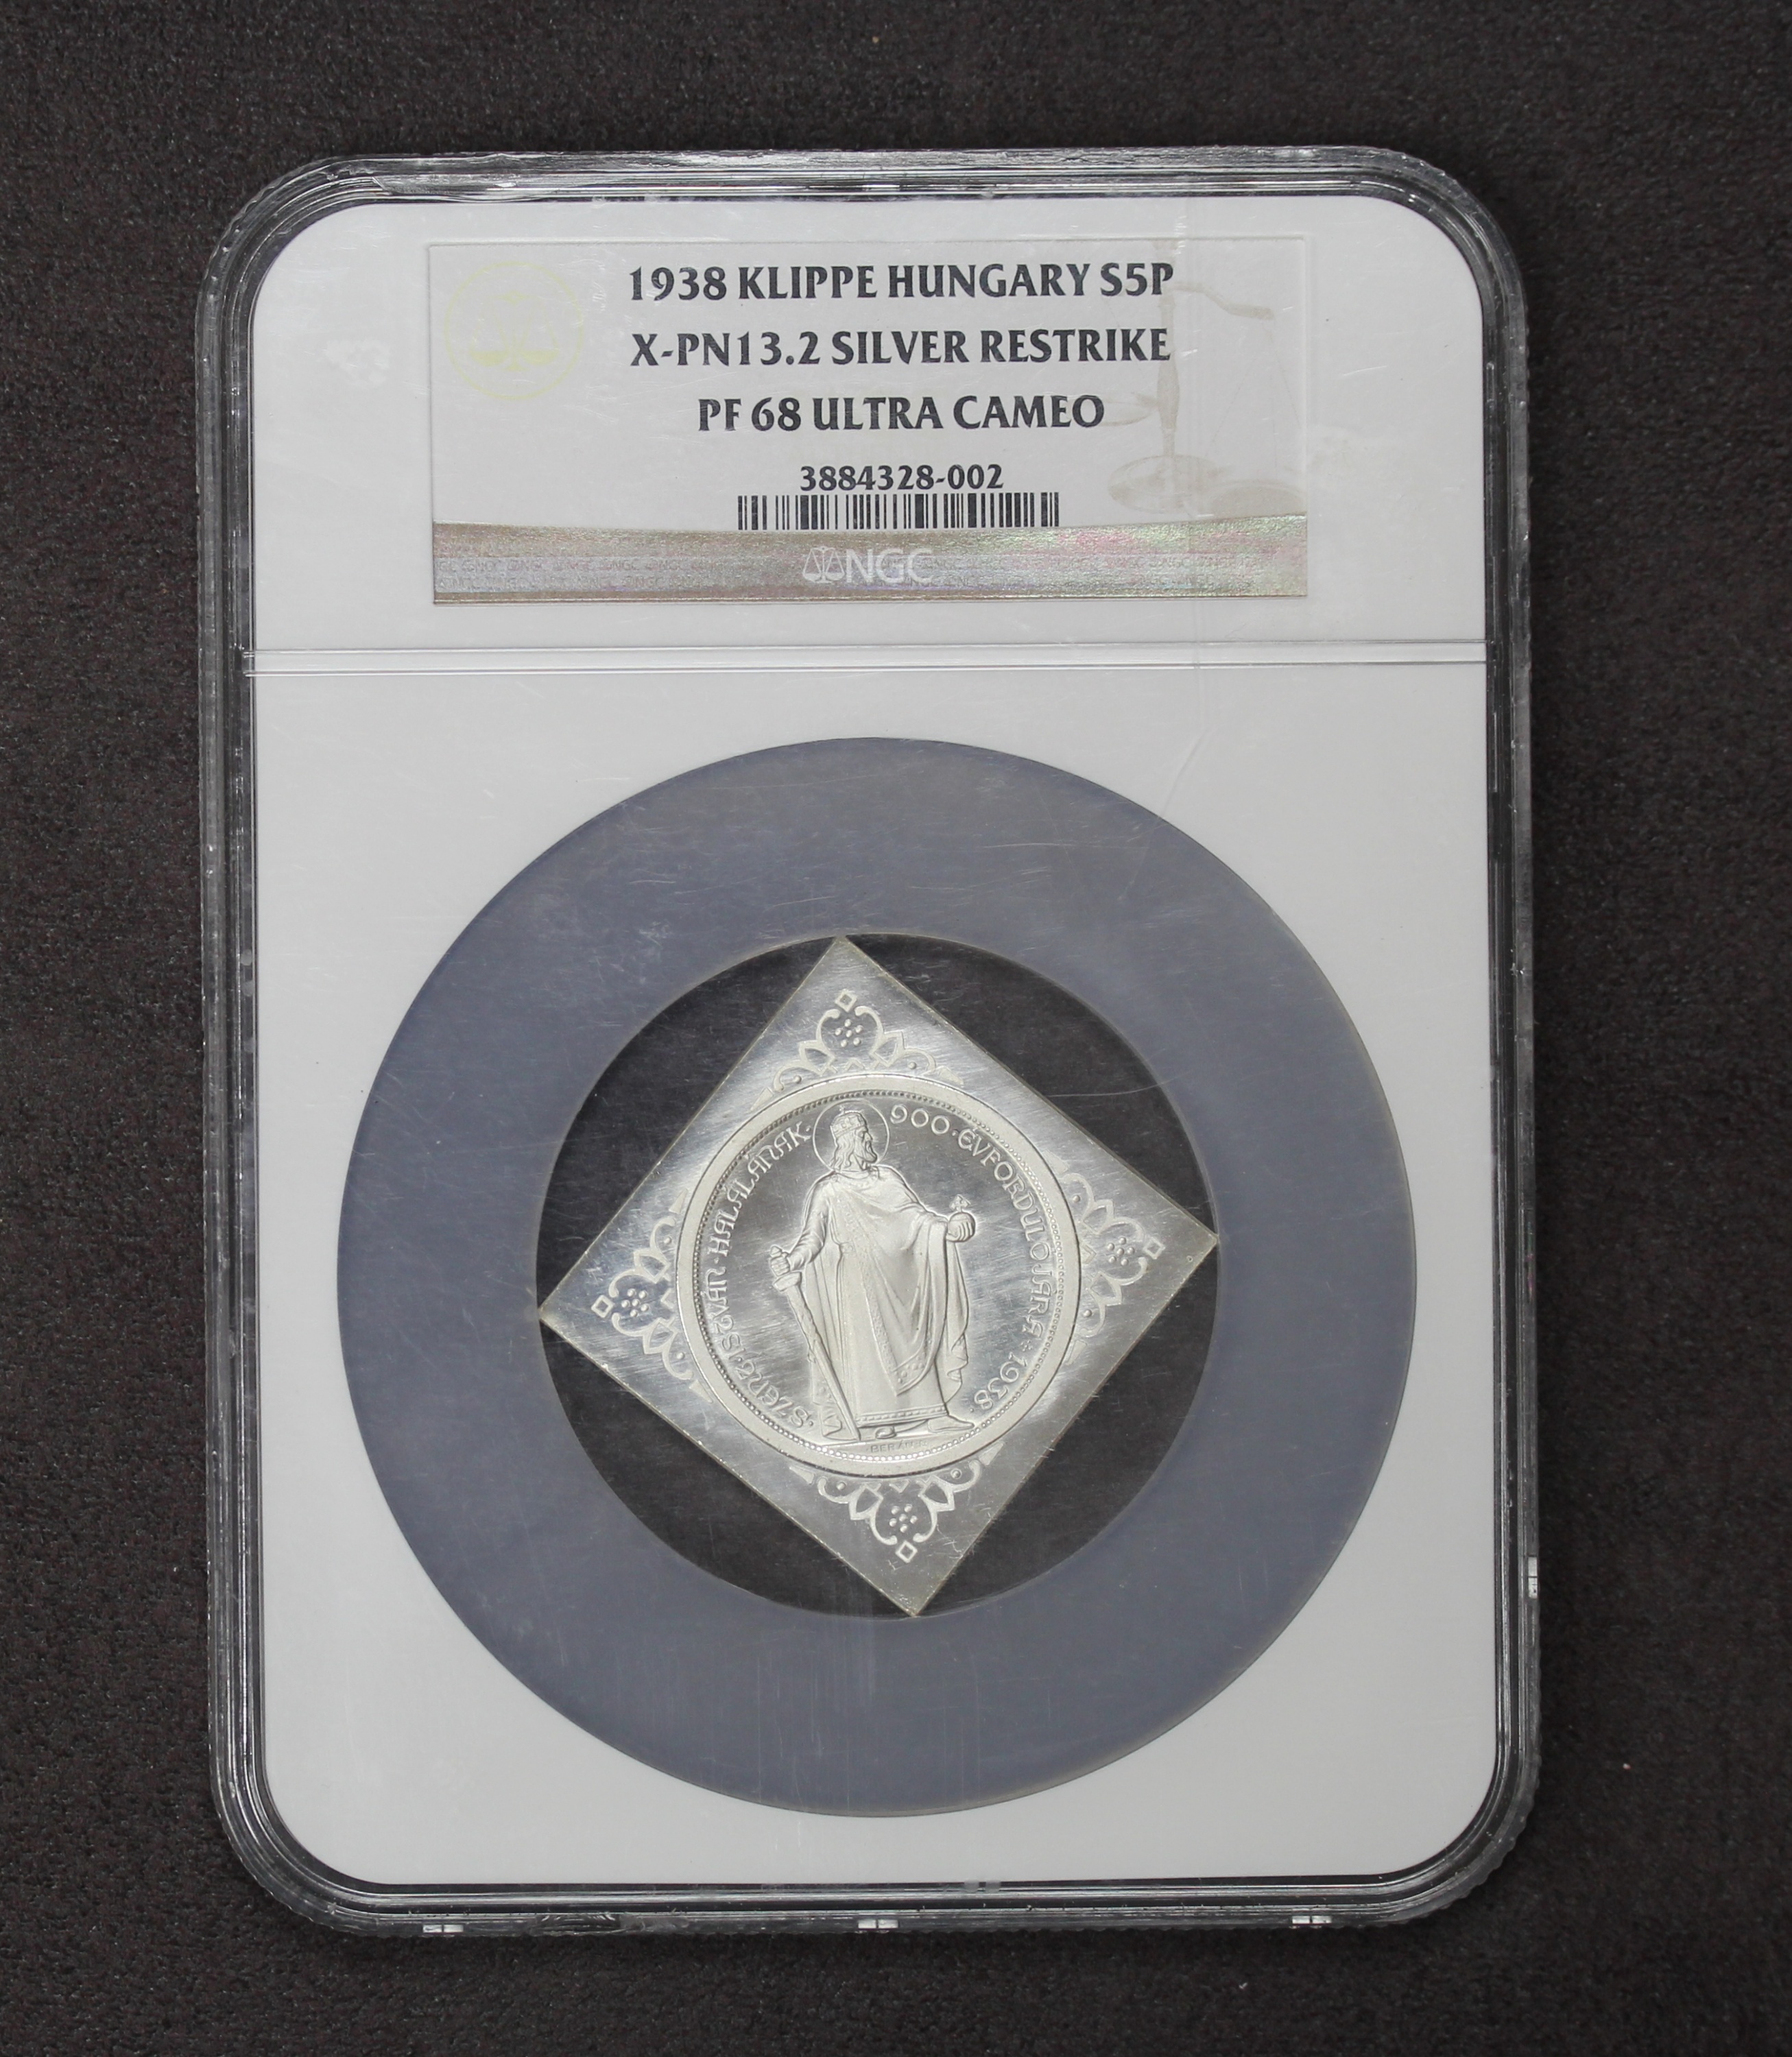 1938 KLIPPE HUNGARY S5P
X-PN13.2 SILVER RESTRIKE
PF 68 ULTRA CAMEO
3884328-002
NGC
SZENT·ISTVÁN·HALÁLÁNAK·900·ÉVFORDULÓJÁRA*1938·
BERÁN